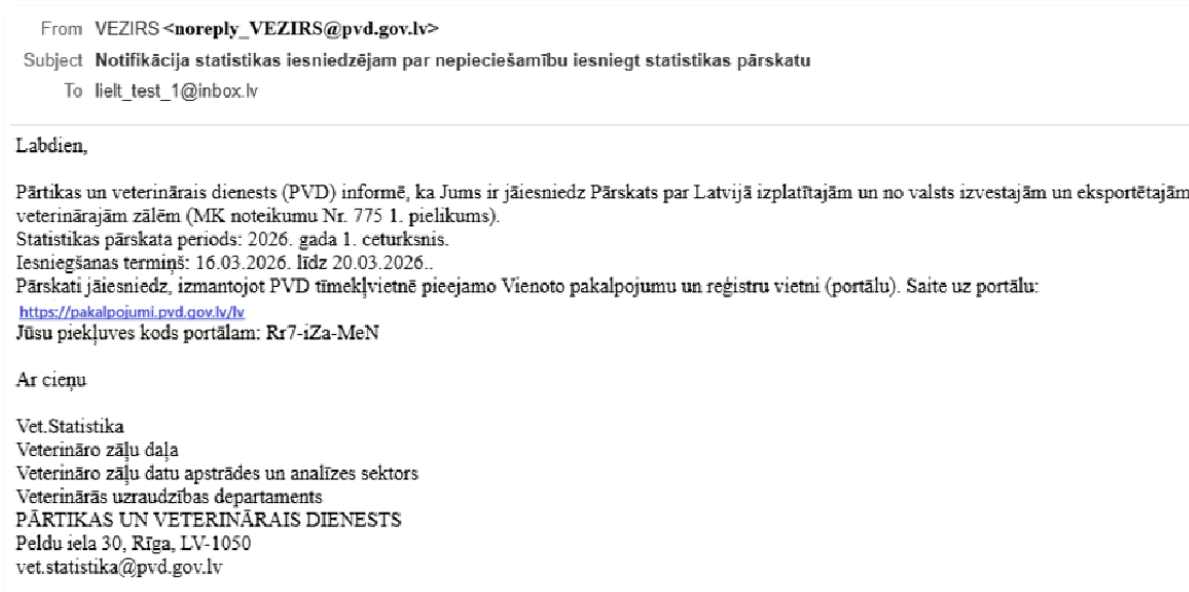 From VEZIRS <noreply_VEZIRS@pvd.gov.lv>
Subject Notifikācija statistikas iesniedzējam par nepieciešamību iesniegt statistikas pārskatu
To lielt_test_1@inbox.lv
Labdien,
Pārtikas un veterinārais dienests (PVD) informē, ka Jums ir jāiesniedz Pārskats par Latvijā izplatītajām un no valsts izvestajām un eksportētajām
veterinārajām zālēm (MK noteikumu Nr. 775 1. pielikums).
Statistikas pārskata periods: 2026. gada 1. ceturksnis.
Iesniegšanas termiņš: 16.03.2026. līdz 20.03.2026..
Pārskati jāiesniedz, izmantojot PVD tīmekļvietnē pieejamo Vienoto pakalpojumu un reģistru vietni (portālu). Saite uz portālu:
https://pakalpojumi.pvd.gov.lv/lv
Jūsu piekļuves kods portālam: Rr7-iZa-MeN
Ar cieņu
Vet.Statistika
Veterināro zāļu daļa
Veterināro zāļu datu apstrādes un analīzes sektors
Veterinārās uzraudzības departaments
PĀRTIKAS UN VETERINĀRAIS DIENESTS
Peldu iela 30, Rīga, LV-1050
vet.statistika@pvd.gov.lv